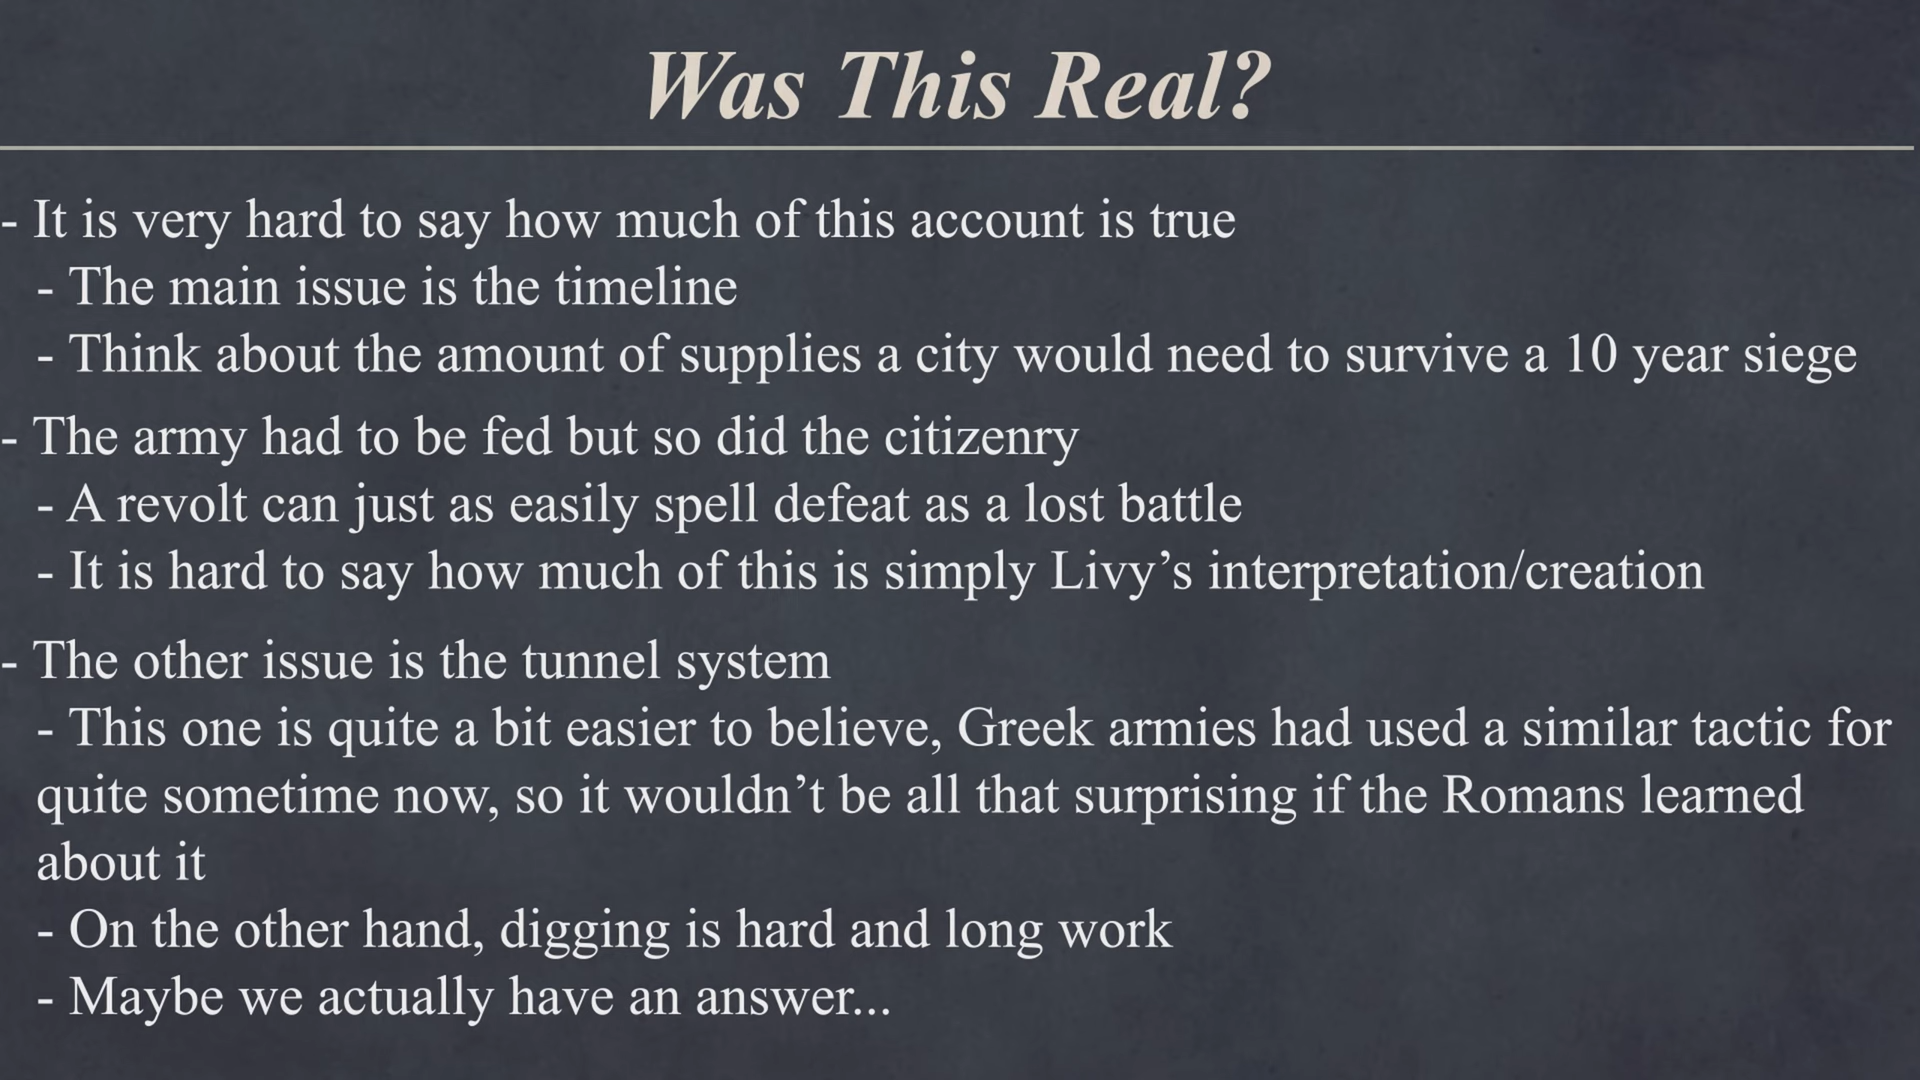 Was This Real?
- It is very hard to say how much of this account is true
- The main issue is the timeline
- Think about the amount of supplies a city would need to survive a 10 year siege
- The army had to be fed but so did the citizenry
- A revolt can just as easily spell defeat as a lost battle
- It is hard to say how much of this is simply Livy’s interpretation/creation
- The other issue is the tunnel system
- This one is quite a bit easier to believe, Greek armies had used a similar tactic for
quite sometime now, so it wouldn’t be all that surprising if the Romans learned
about it
- On the other hand, digging is hard and long work
- Maybe we actually have an answer...